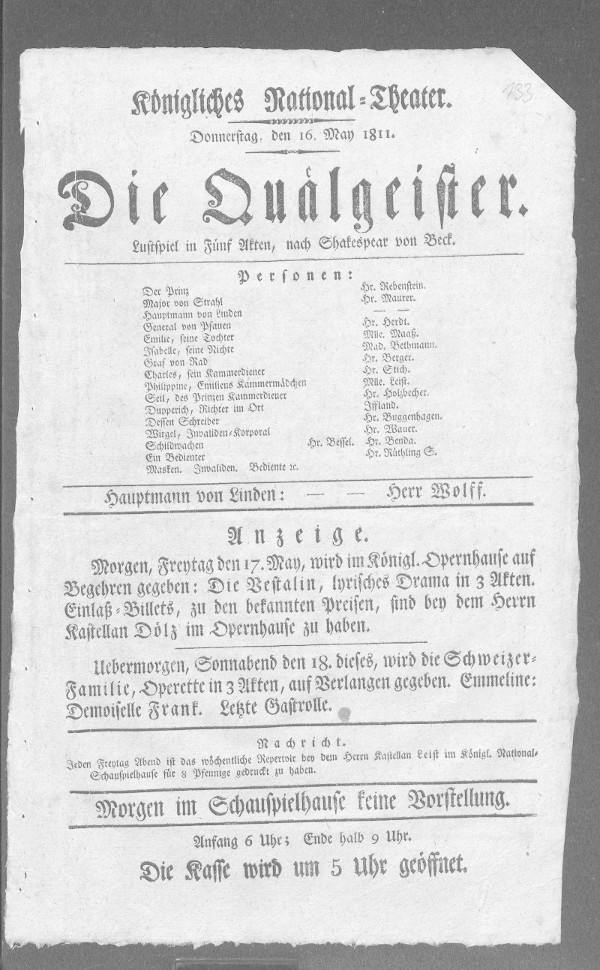 133
Königliches National-Theater.
Donnerstag, den 16. May 1811.
Die Quälgeister.
Lustspiel in Fünf Akten, nach Shakespear von Beck.
Personen:
Der Prinz Hr. Rebenstein.
Major von Strahl Hr. Maurer.
Hauptmann von Linden — —
General von Pfauen Hr. Herdt.
Emilie, seine Tochter Mlle. Maaß.
Isabelle, seine Nichte Mad. Bethmann.
Graf von Rad Hr. Berger.
Charles, sein Kammerdiener Hr. Stich.
Philippine, Emiliens Kammermädchen Mlle. Leist.
Seil, des Prinzen Kammerdiener Hr. Holzbecher.
Dupperich, Richter im Ort Iffland.
Dessen Schreiber Hr. Buggenhagen.
Wirgel, Invaliden-Korporal Hr. Wauer.
Schildwachen Hr. Bessel. Hr. Benda.
Ein Bedienter Hr. Rüthling S.
Masken. Invaliden. Bediente ꝛc.
Hauptmann von Linden: — — Herr Wolff.
Anzeige.
Morgen, Freytag den 17. May, wird im Königl. Opernhause auf
Begehren gegeben: Die Vestalin, lyrisches Drama in 3 Akten.
Einlaß-Billets, zu den bekannten Preisen, sind bey dem Herrn
Kastellan Dölz im Opernhause zu haben.
Uebermorgen, Sonnabend den 18. dieses, wird die Schweizer-
Familie, Operette in 3 Akten, auf Verlangen gegeben. Emmeline:
Demoiselle Frank. Letzte Gastrolle.
Nachricht.
Jeden Freytag Abend ist das wöchentliche Repertoir bey dem Herrn Kastellan Leist im Königl. National-
Schauspielhause für 8 Pfennige gedruckt zu haben.
Morgen im Schauspielhause keine Vorstellung.
Anfang 6 Uhr; Ende halb 9 Uhr.
Die Kasse wird um 5 Uhr geöffnet.